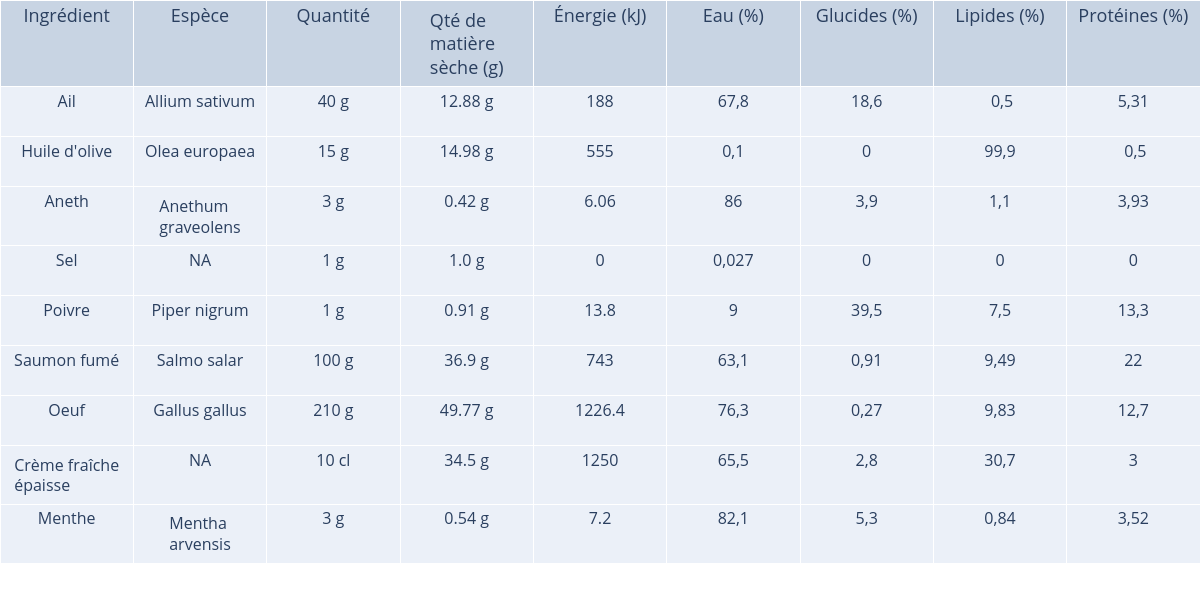 Ingrédient Espèce Quantité Qté de matière sèche (g) Énergie (kJ) Eau (%) Glucides (%) Lipides (%) Protéines (%)
Ail Allium sativum 40 g 12.88 g 188 67,8 18,6 0,5 5,31
Huile d'olive Olea europaea 15 g 14.98 g 555 0,1 0 99,9 0,5
Aneth Anethum graveolens 3 g 0.42 g 6.06 86 3,9 1,1 3,93
Sel NA 1 g 1.0 g 0 0,027 0 0 0
Poivre Piper nigrum 1 g 0.91 g 13.8 9 39,5 7,5 13,3
Saumon fumé Salmo salar 100 g 36.9 g 743 63,1 0,91 9,49 22
Oeuf Gallus gallus 210 g 49.77 g 1226.4 76,3 0,27 9,83 12,7
Crème fraîche épaisse NA 10 cl 34.5 g 1250 65,5 2,8 30,7 3
Menthe Mentha arvensis 3 g 0.54 g 7.2 82,1 5,3 0,84 3,52